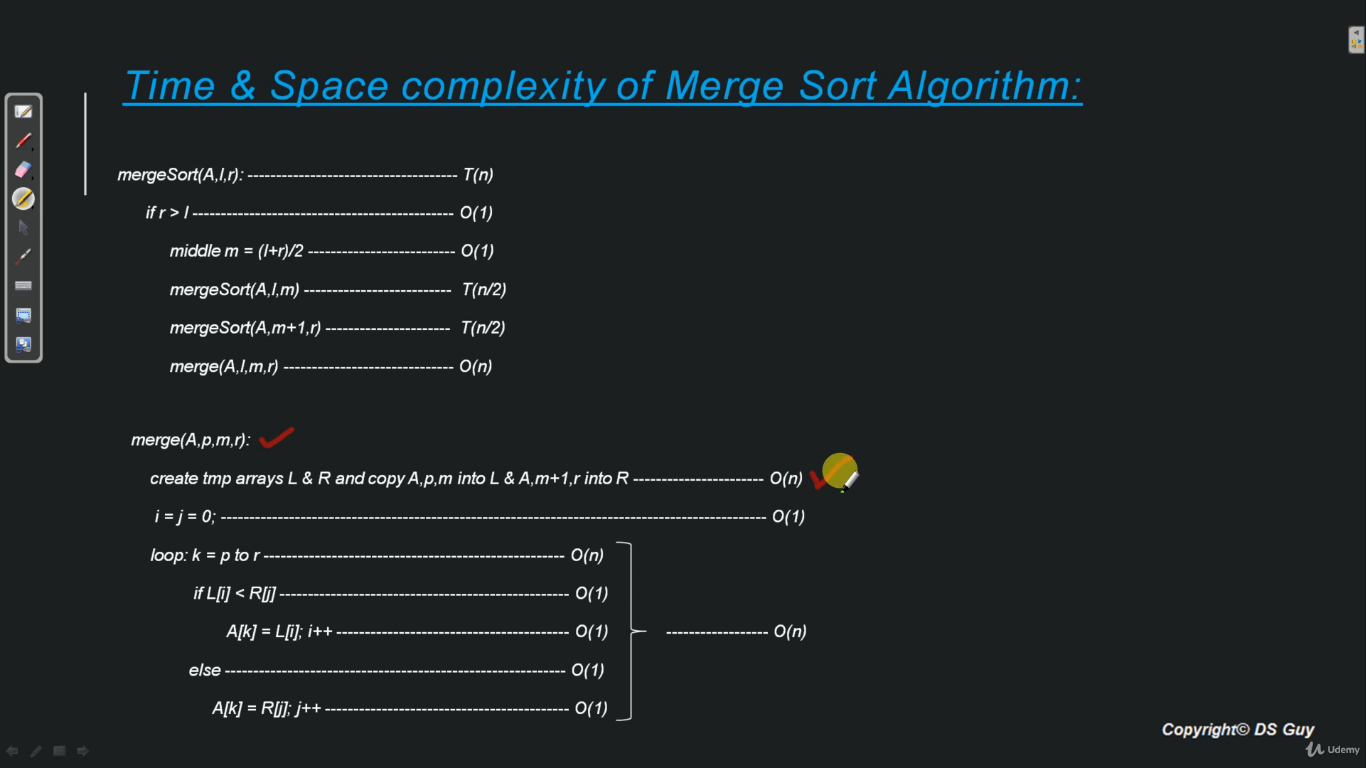 Time & Space complexity of Merge Sort Algorithm:
mergeSort(A,l,r): ------------------------------------- T(n)
if r > l ---------------------------------------------- O(1)
middle m = (l+r)/2 -------------------------- O(1)
mergeSort(A,l,m) -------------------------- T(n/2)
mergeSort(A,m+1,r) ---------------------- T(n/2)
merge(A,l,m,r) ------------------------------ O(n)
merge(A,p,m,r):
create tmp arrays L & R and copy A,p,m into L & A,m+1,r into R ----------------------- O(n)
i = j = 0; ------------------------------------------------------------------------------------------------ O(1)
loop: k = p to r ----------------------------------------------------- O(n)
if L[i] < R[j] --------------------------------------------------- O(1)
A[k] = L[i]; i++ ----------------------------------------- O(1)
------------------ O(n)
else ------------------------------------------------------------ O(1)
A[k] = R[j]; j++ ------------------------------------------- O(1)
Copyright© DS Guy
Udemy